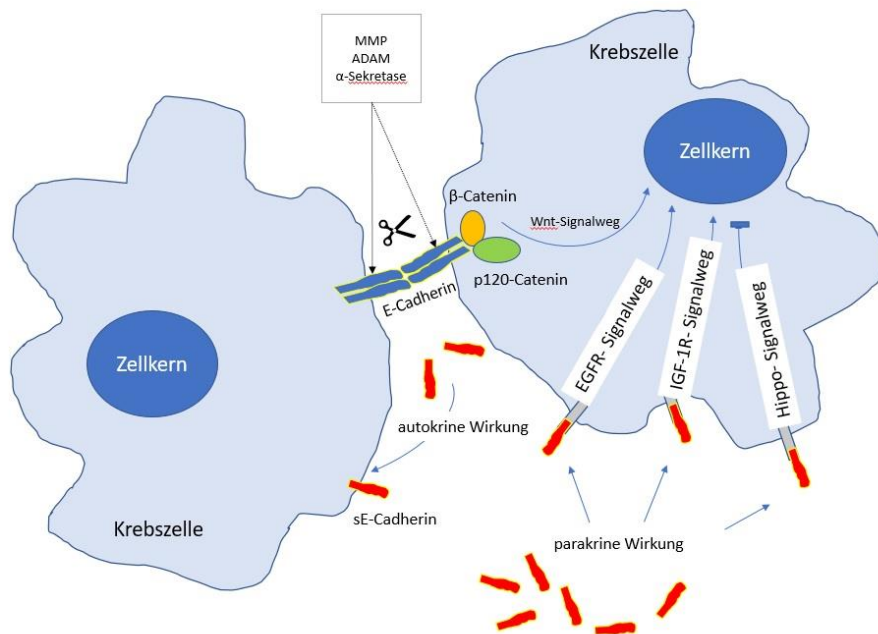 MMP
ADAM
α-Sekretase
Krebszelle
Zellkern
β-Catenin
Wnt-Signalweg
p120-Catenin
E-Cadherin
EGFR- Signalweg
IGF-1R- Signalweg
Hippo- Signalweg
Zellkern
autokrine Wirkung
sE-Cadherin
Krebszelle
parakrine Wirkung